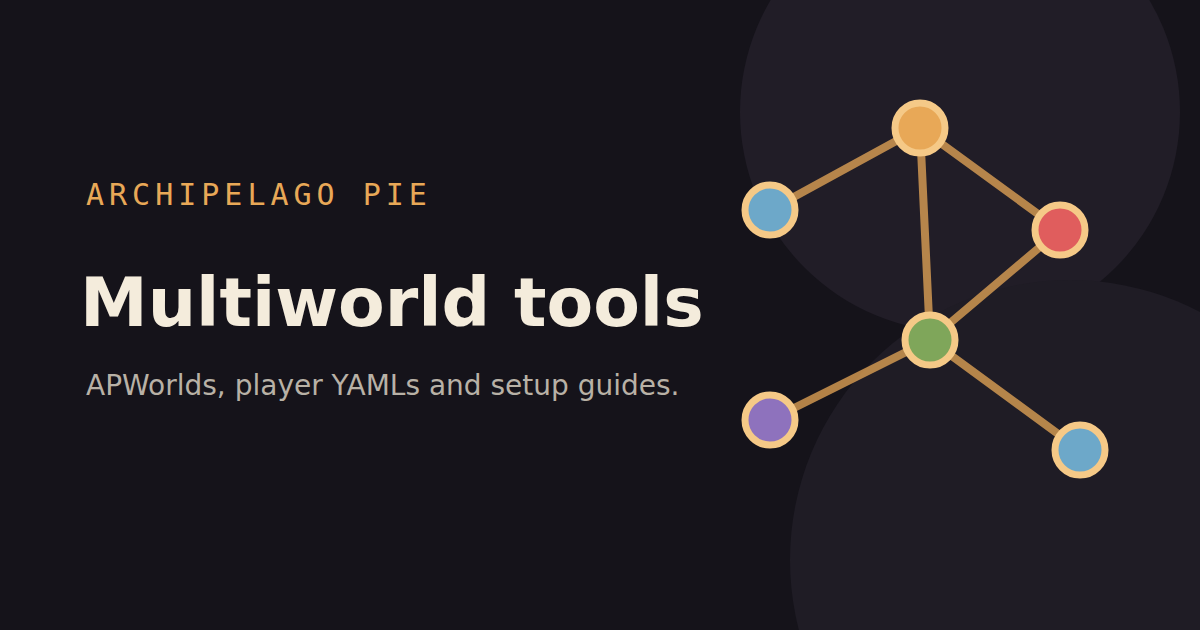 ARCHIPELAGO PIE
Multiworld tools
APWorlds, player YAMLs and setup guides.